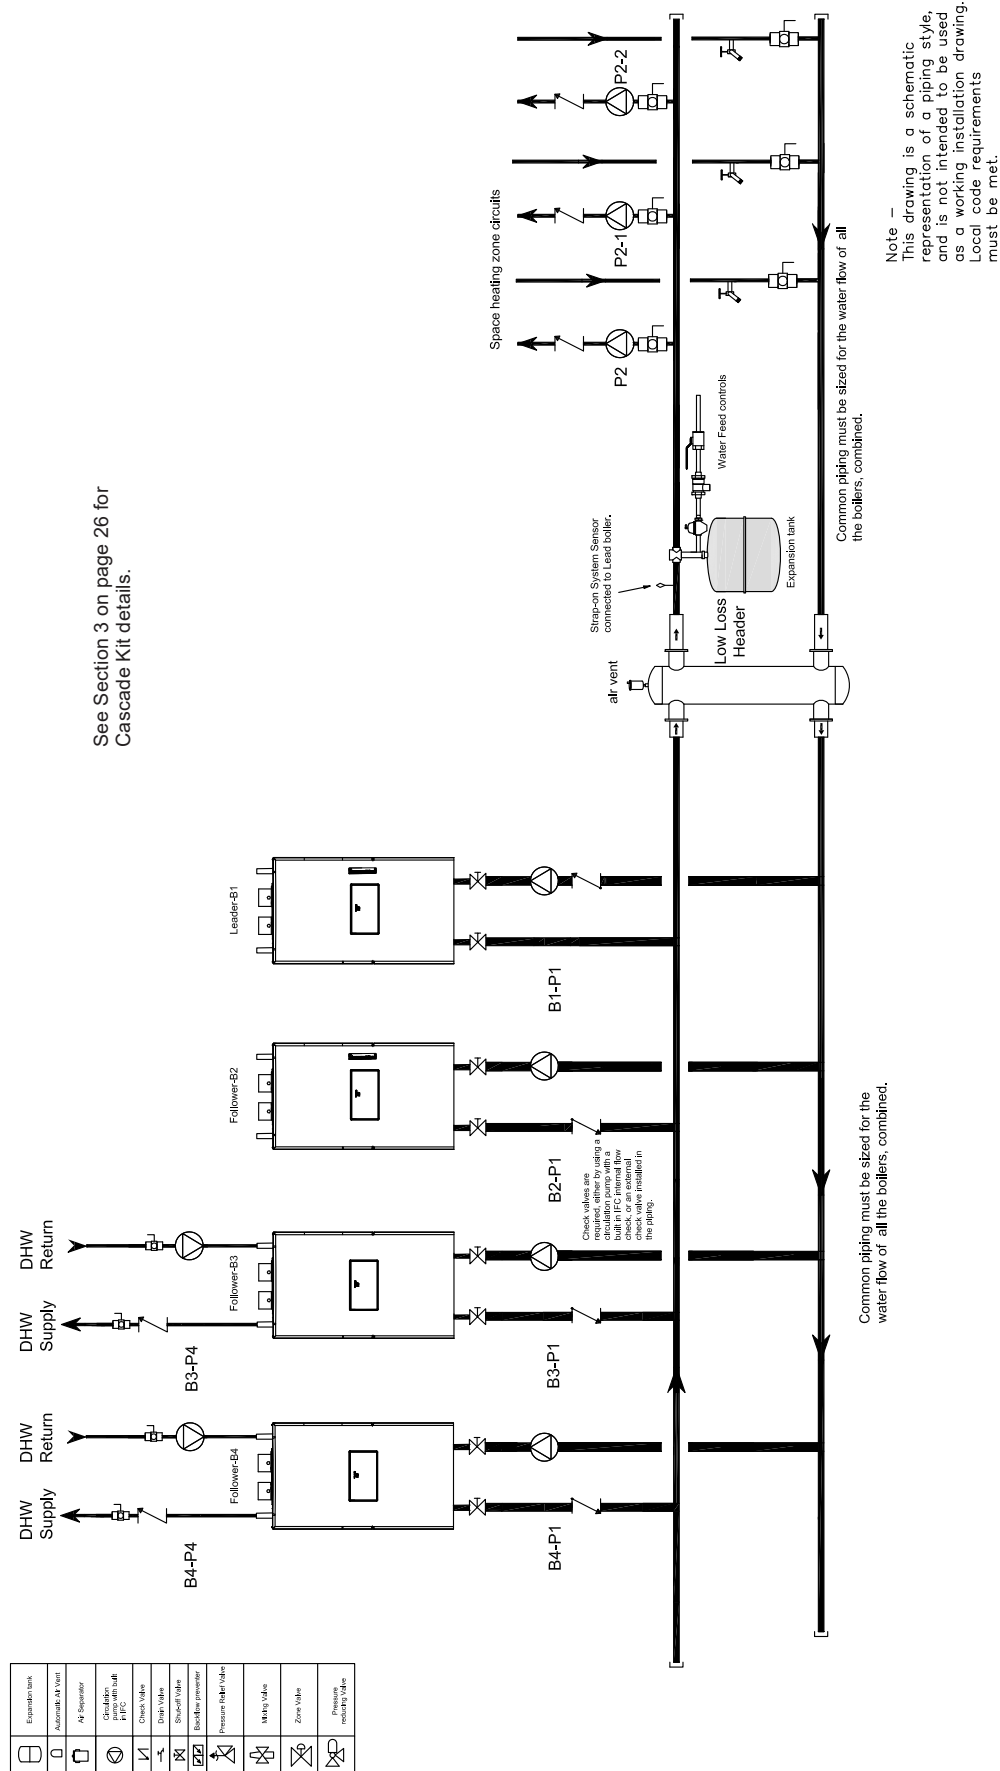 DHW
Supply
DHW
Return
DHW
Supply
DHW
Return
B4-P4
B3-P4
Follower-B4
Follower-B3
Follower-B2
Leader-B1
See Section 3 on page 26 for
Cascade Kit details.
B4-P1
B3-P1
B2-P1
B1-P1
Check valves are
required, either by using a
circulation pump with a
built in IFC internal flow
check, or an external
check valve installed in
the piping.
air vent
Low Loss
Header
Strap-on System Sensor
connected to Lead boiler.
Expansion tank
Water Feed controls
Space heating zone circuits
P2
P2-1
P2-2
Common piping must be sized for the
water flow of all the boilers, combined.
Common piping must be sized for the water flow of all
the boilers, combined.
Note –
This drawing is a schematic
representation of a piping style,
and is not intended to be used
as a working installation drawing.
Local code requirements
must be met.
Expansion tank
Automatic Air Vent
Air Separator
Circulation
pump with built
in IFC
Check Valve
Drain Valve
Shut-off Valve
Backflow preventer
Pressure Relief Valve
Mixing Valve
Zone Valve
Pressure
reducing Valve